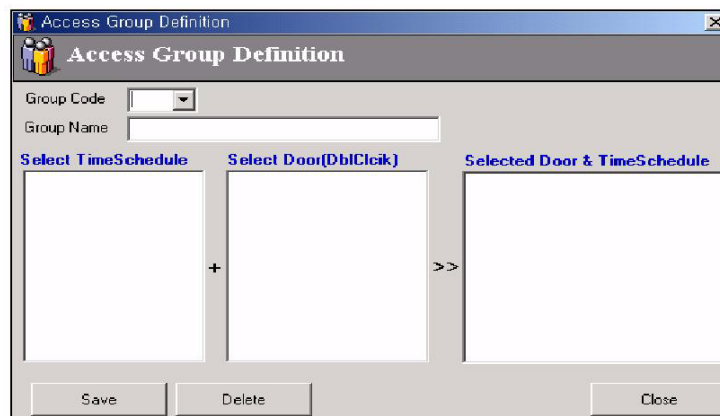 Access Group Definition
Access Group Definition
Group Code
Group Name
Select TimeSchedule Select Door(DblClcik) Selected Door & TimeSchedule
+ >>
Save Delete Close